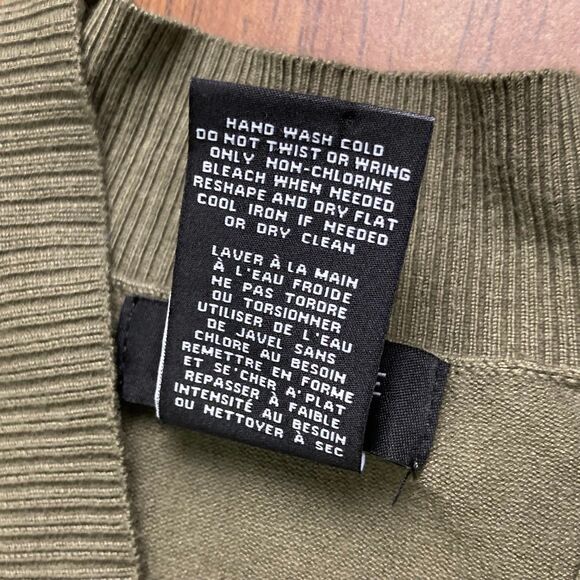 HAND WASH COLD
DO NOT TWIST OR WRING
ONLY NON-CHLORINE
BLEACH WHEN NEEDED
RESHAPE AND DRY FLAT
COOL IRON IF NEEDED
OR DRY CLEAN
LAVER À LA MAIN
À L'EAU FROIDE
NE PAS TORDRE
OU TORSIONNER
UTILISER DE L'EAU
DE JAVEL SANS
CHLORE AU BESOIN
REMETTRE EN FORME
ET SE'CHER A'PLAT
REPASSER À FAIBLE
INTENSITÉ AU BESOIN
OU NETTOYER À SEC
E